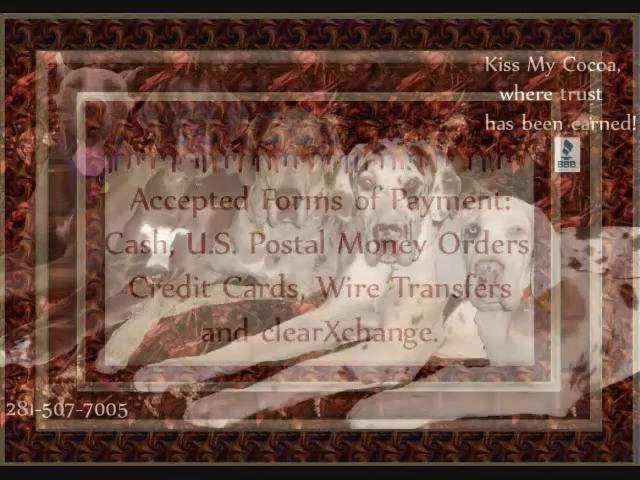 Kiss My Cocoa,
where trust
has been earned!
BBB
Accepted Forms of Payment:
Cash, U.S. Postal Money Orders,
Credit Cards, Wire Transfers
and clearXchange.
281-507-7005